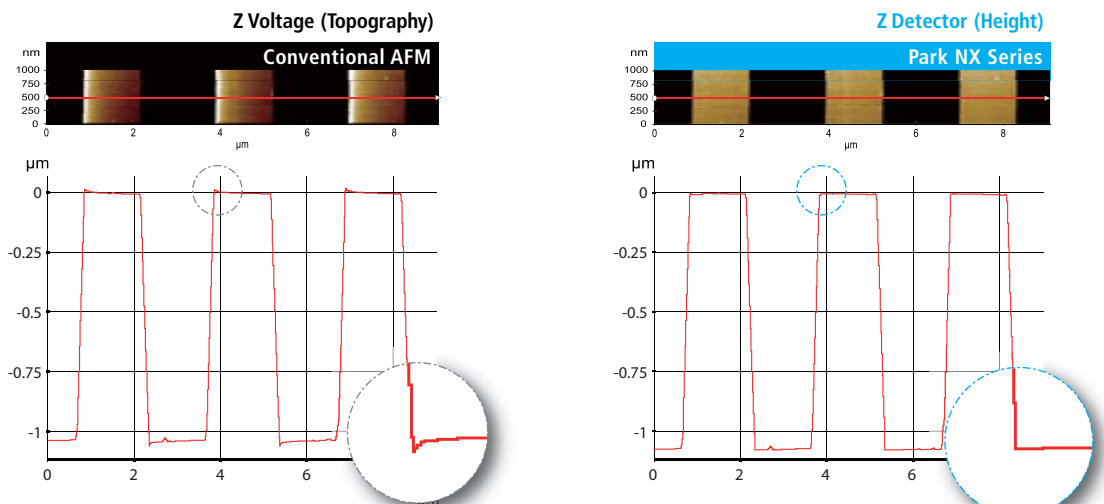 Z Voltage (Topography)
Conventional AFM
nm
1000
750
500
250
0
0 2 4 6 8
µm
µm
0
-0.25
-0.5
-0.75
-1
0 2 4 6
Z Detector (Height)
Park NX Series
nm
1000
750
500
250
0
0 2 4 6 8
µm
µm
0
-0.25
-0.5
-0.75
-1
0 2 4 6